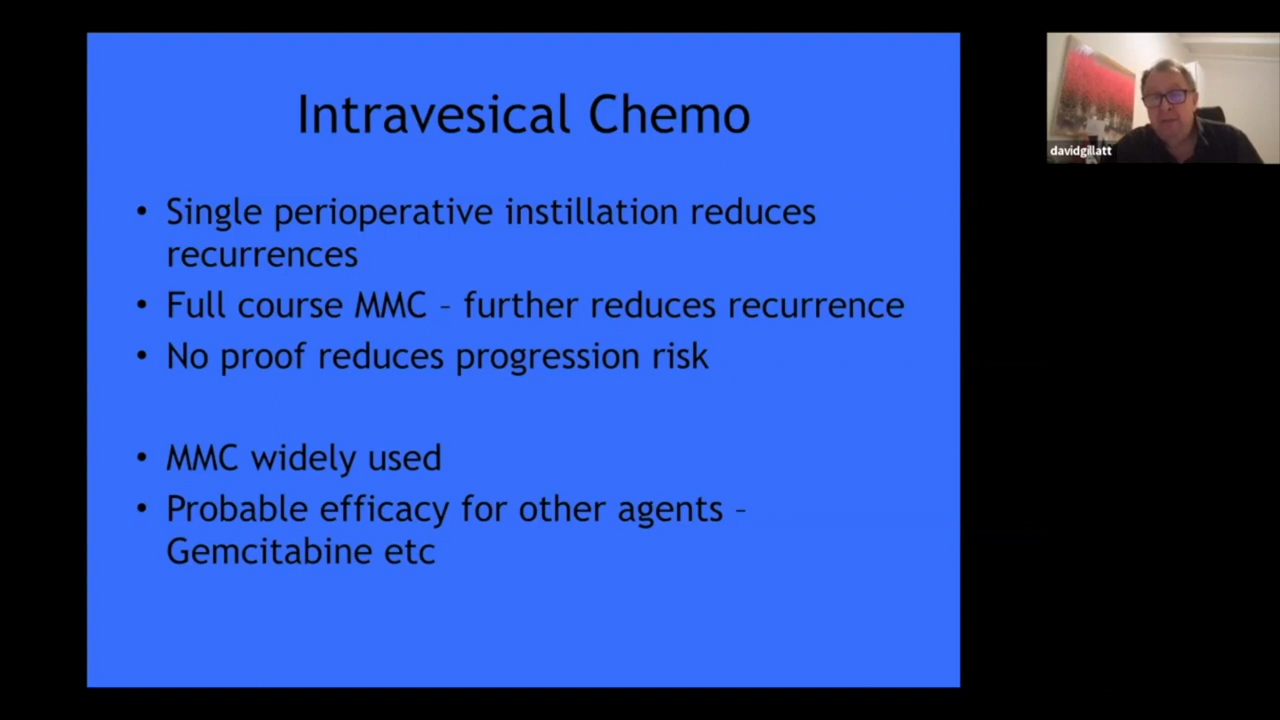 Intravesical Chemo
• Single perioperative instillation reduces
recurrences
• Full course MMC – further reduces recurrence
• No proof reduces progression risk
• MMC widely used
• Probable efficacy for other agents –
Gemcitabine etc
davidgillatt